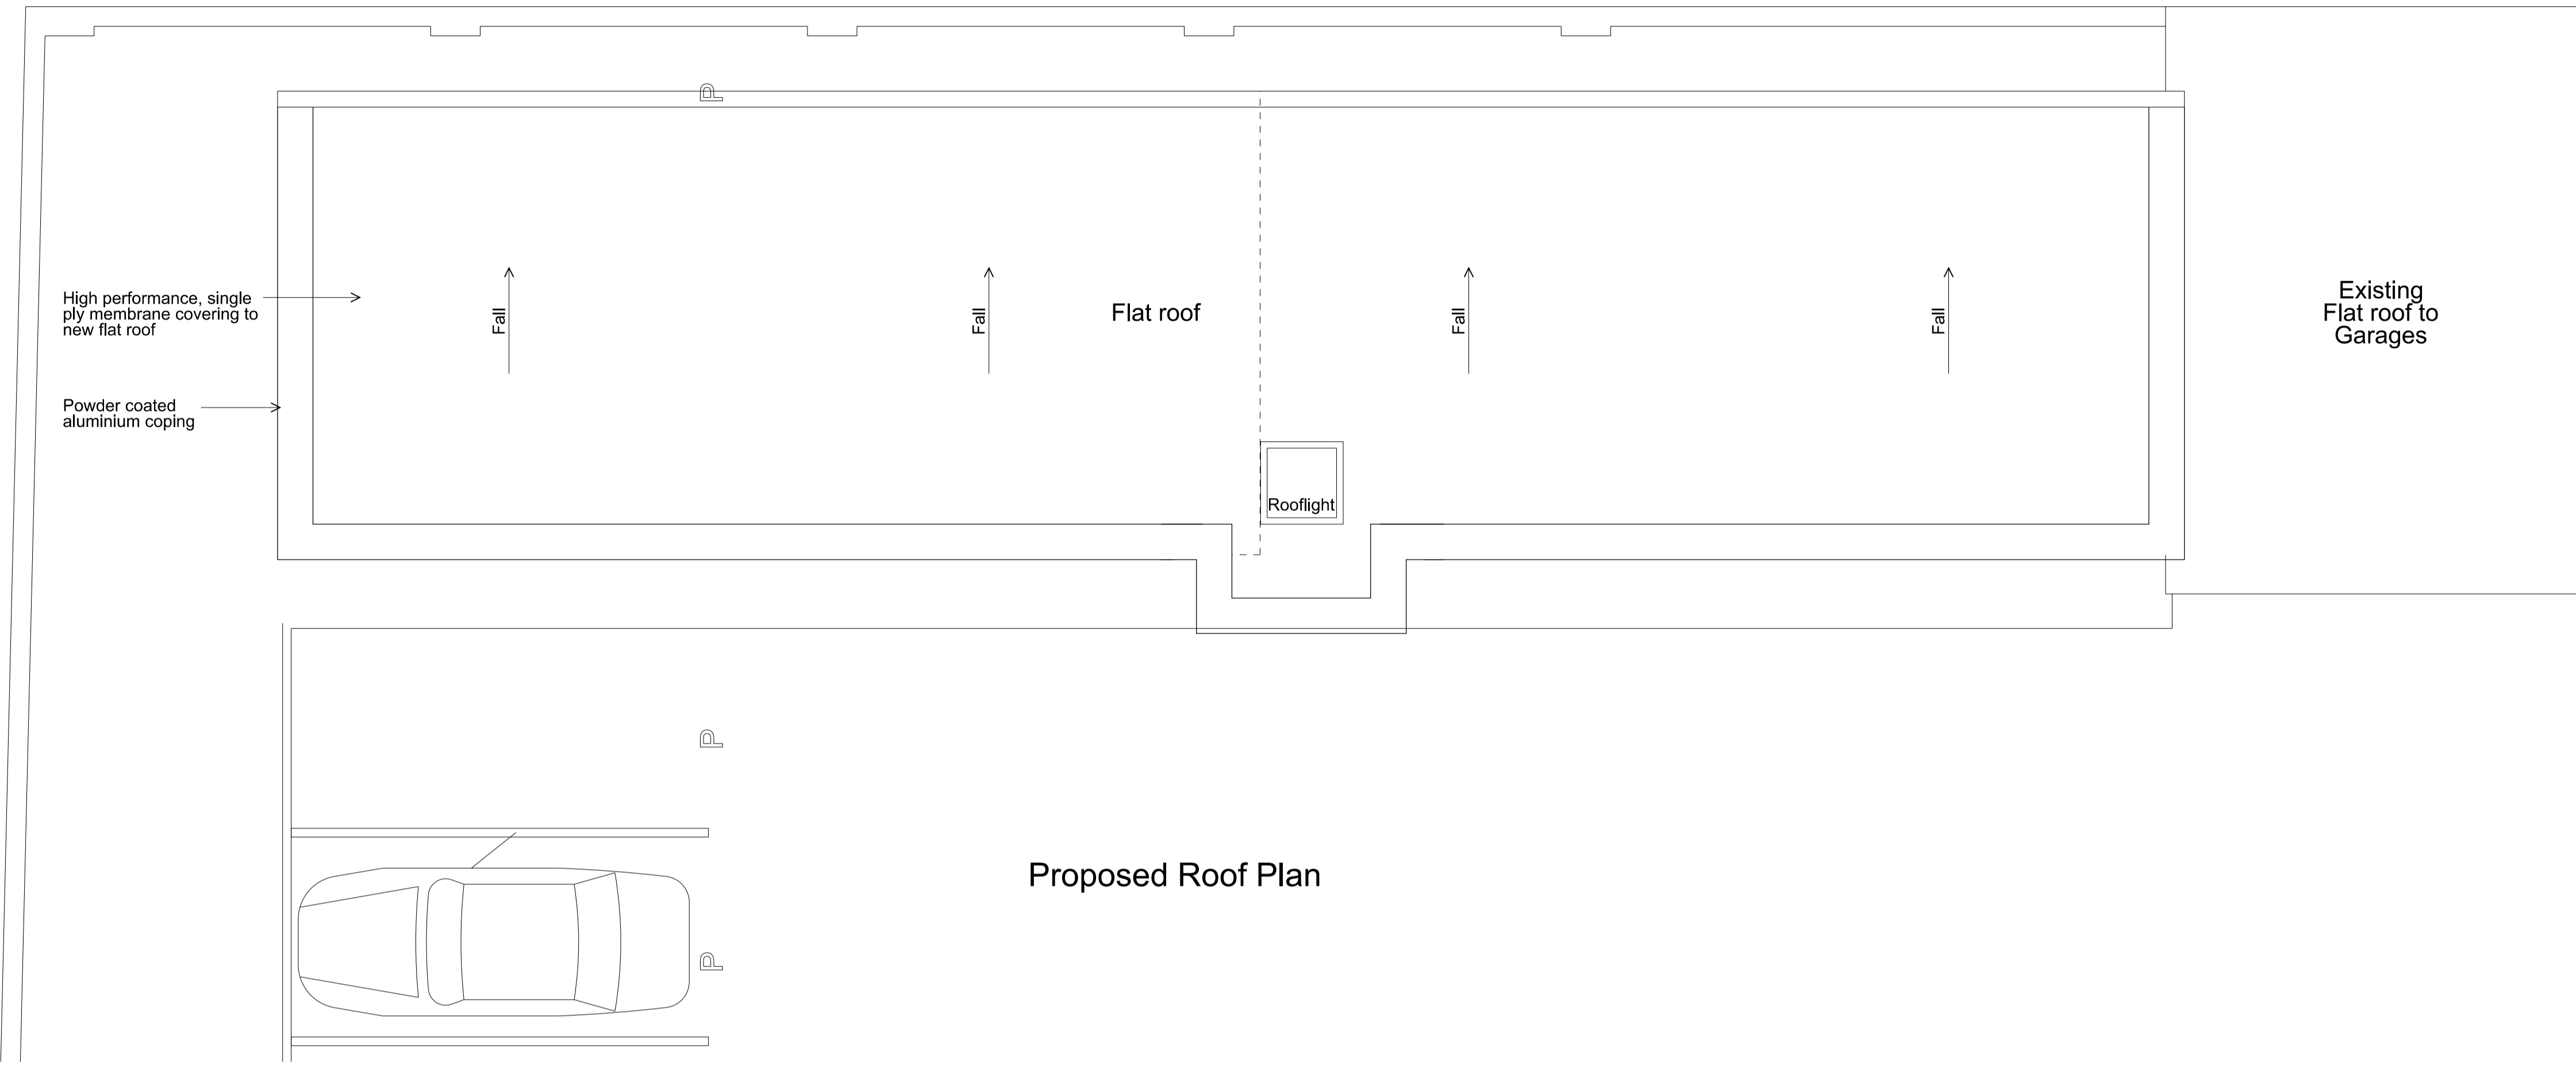 P
High performance, single
ply membrane covering to
new flat roof
Fall
Fall
Flat roof
Fall
Fall
Existing
Flat roof to
Garages
Powder coated
aluminium coping
Rooflight
P
Proposed Roof Plan
P